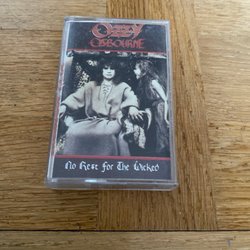 Ozzy
Osbourne
No Rest for The Wicked